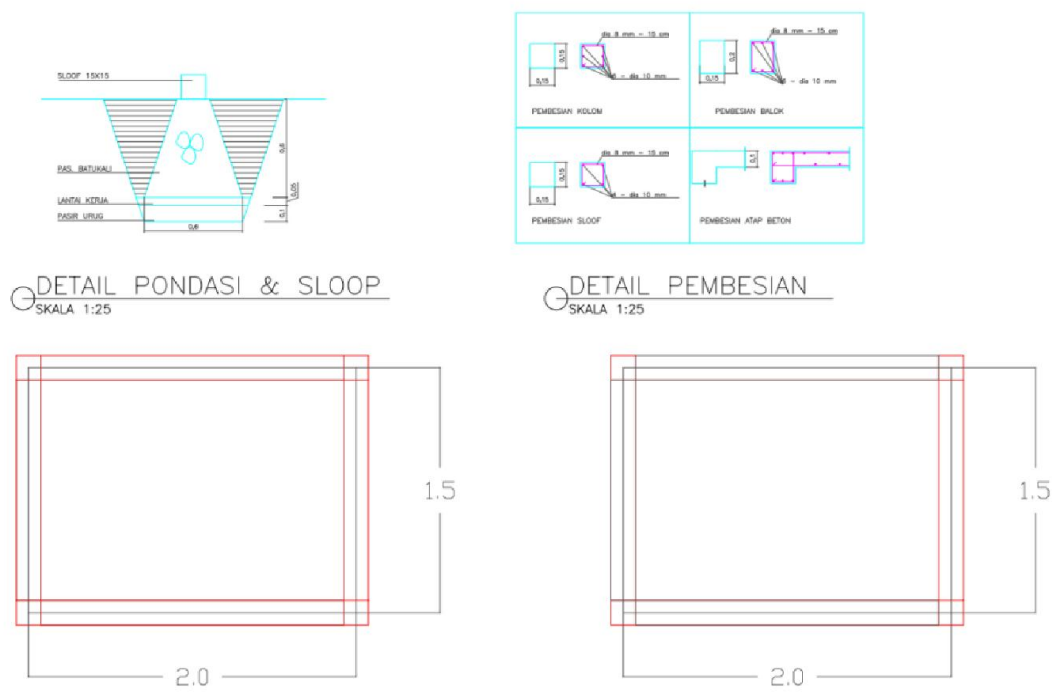 SLOOF 15X15
PAS. BATUKALI
LANTAI KERJA
PASIR URUG
0,6
0,05
0,1
0,6
DETAIL PONDASI & SLOOP
SKALA 1:25
dia 8 mm - 15 cm
0,15
0,15
6 - dia 10 mm
PEMBESIAN KOLOM
dia 8 mm - 15 cm
0,2
0,15
6 - dia 10 mm
PEMBESIAN BALOK
dia 8 mm - 15 cm
0,15
0,15
dia 10 mm
PEMBESIAN SLOOF
0,1
PEMBESIAN ATAP BETON
DETAIL PEMBESIAN
SKALA 1:25
1.5
2.0
1.5
2.0